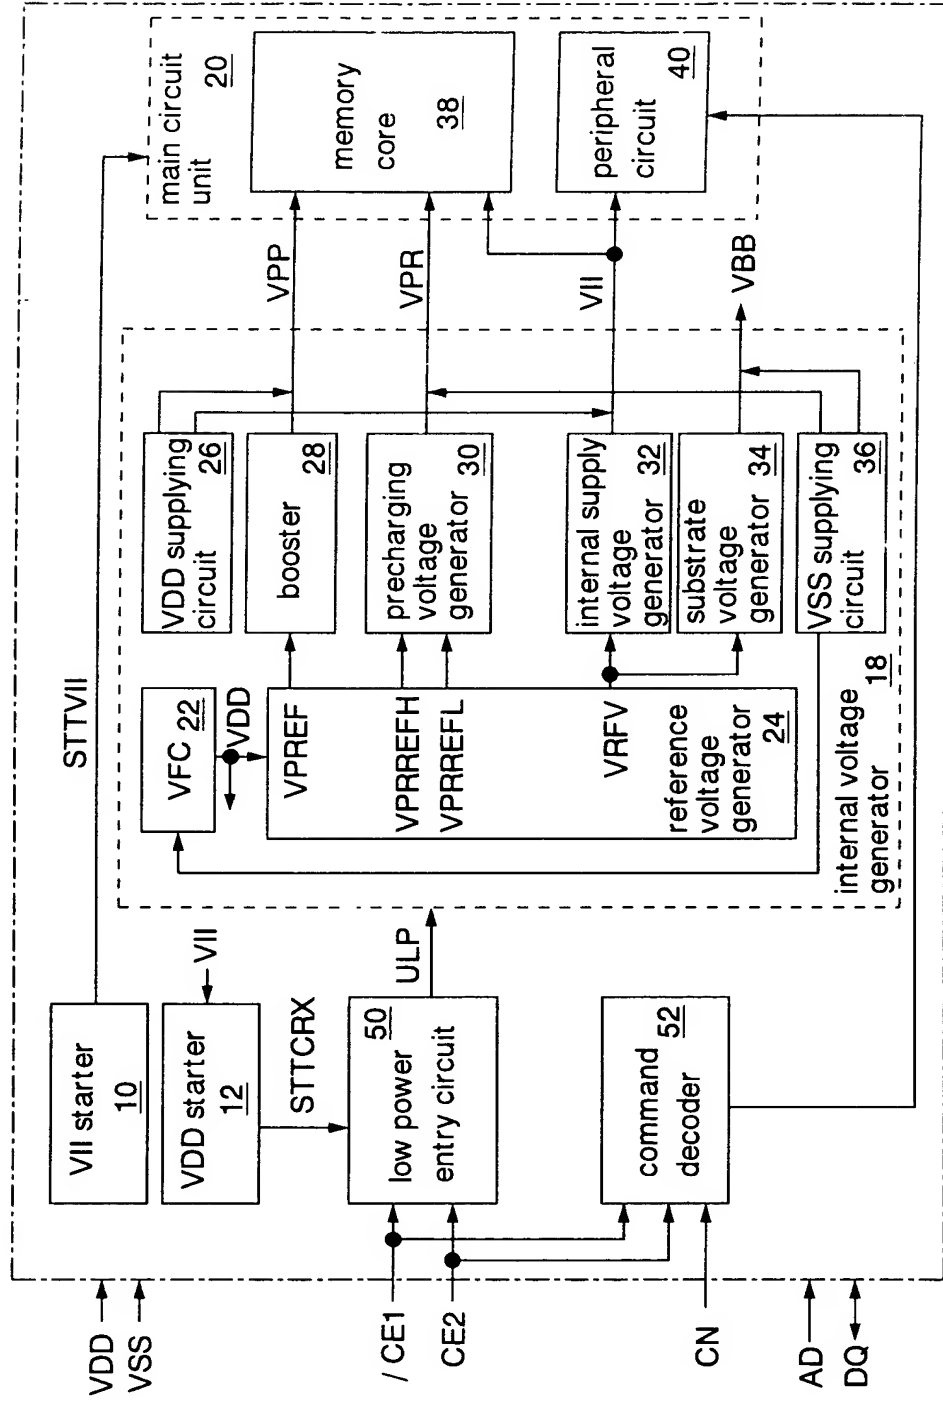 VDD
VSS
/ CE1
CE2
CN
AD
DQ
VII starter
10
VDD starter
12
VII
STTCRX
low power
entry circuit
50
ULP
command
decoder
52
STTVII
VFC 22
VDD
VPREF
VPRREFH
VPRREFL
VRFV
reference
voltage
generator
24
VDD supplying
circuit
26
booster
28
precharging
voltage
generator
30
internal supply
voltage
generator
32
substrate
voltage
generator
34
VSS supplying
circuit
36
internal voltage
generator
18
VPP
VPR
VII
VBB
main circuit
unit
20
memory
core
38
peripheral
circuit
40